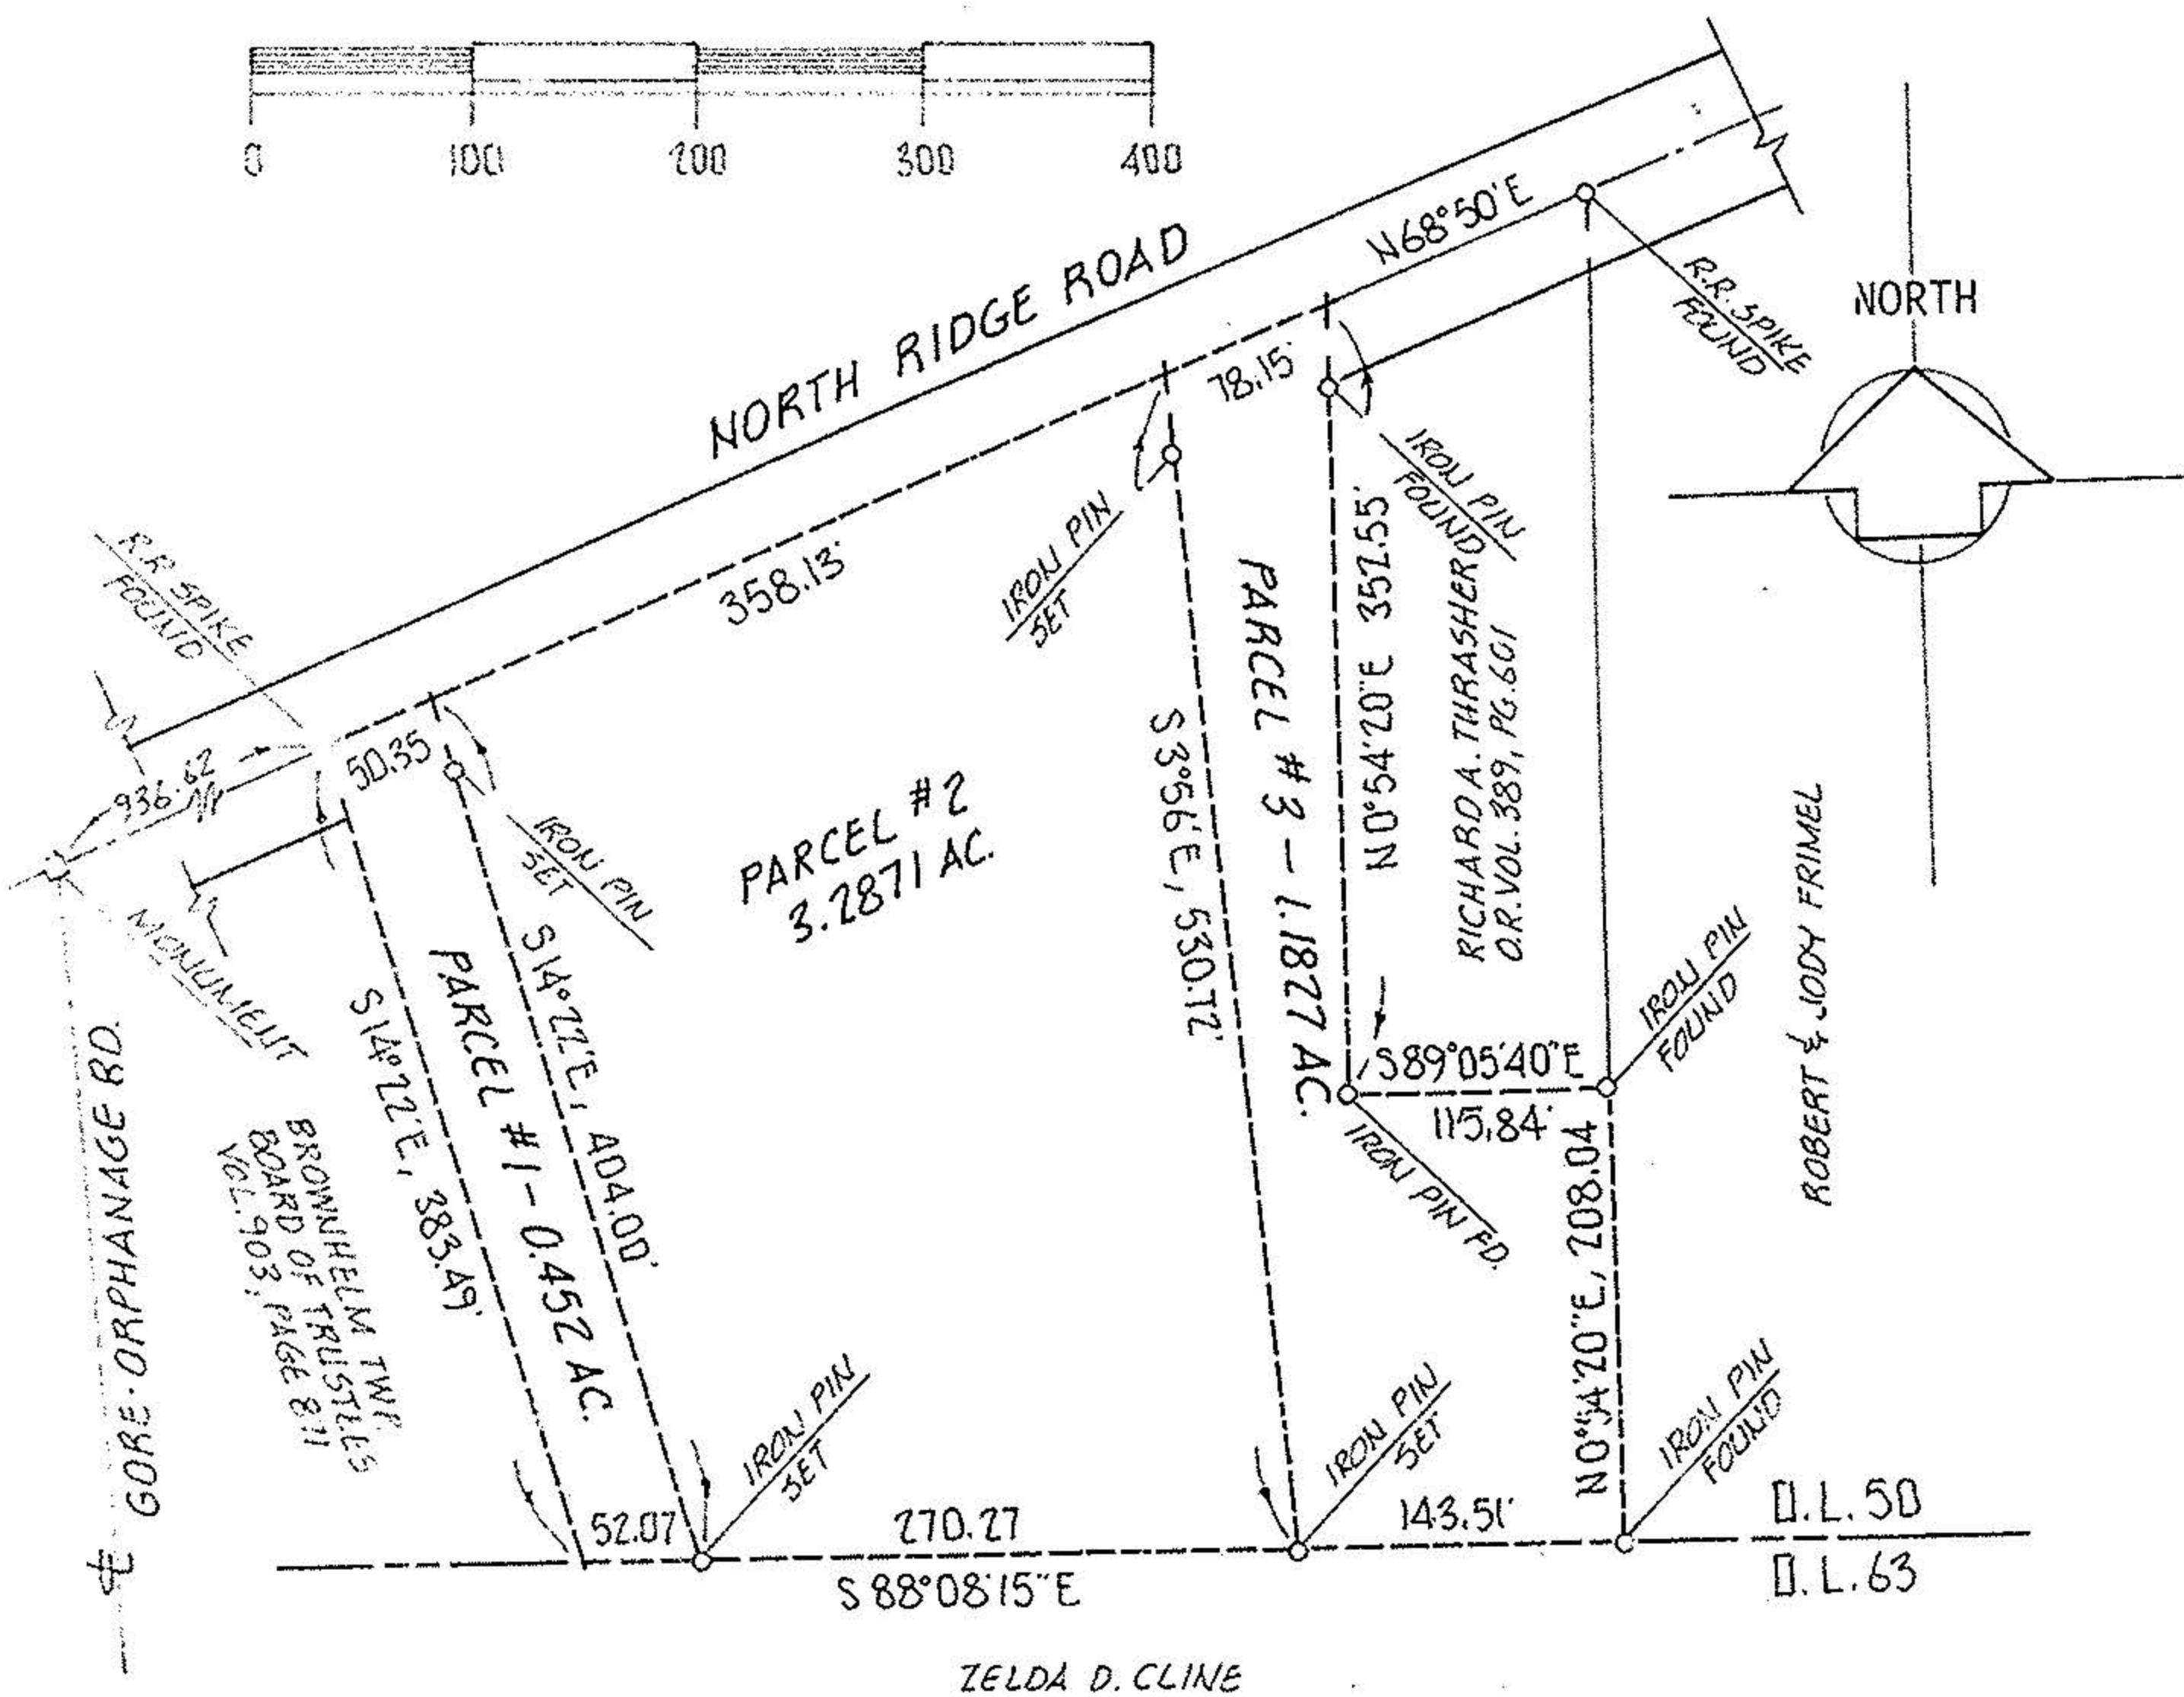 0 100 200 300 400
NORTH RIDGE ROAD
N68°50'E
R.R. SPIKE
FOUND
NORTH
78.15'
358.13'
IRON PIN
SET
IRON PIN
FOUND
R.R. SPIKE
FOUND
50.35
936.62
MONUMENT
IRON PIN
SET
PARCEL #2
3.2871 AC.
S3°56'E, 530.72'
PARCEL #3 - 1.1827 AC.
N0°54'20"E 352.55'
RICHARD A. THRASHER
O.R. VOL. 389, PG. 601
ROBERT & JODY FRIMEL
IRON PIN
FOUND
S89°05'40"E
115.84'
IRON PIN FD.
N0°54'20"E, 208.04
GORE-ORPHANAGE RD.
BROWNHELM TWP.
BOARD OF TRUSTEES
VOL. 903, PAGE 811
S14°22'E, 383.49'
PARCEL #1 - 0.452 AC.
S14°22'E, 404.00'
IRON PIN
SET
IRON PIN
SET
IRON PIN
FOUND
52.07
270.27
143.51'
S88°08'15"E
O.L. 50
O.L. 63
ZELDA D. CLINE